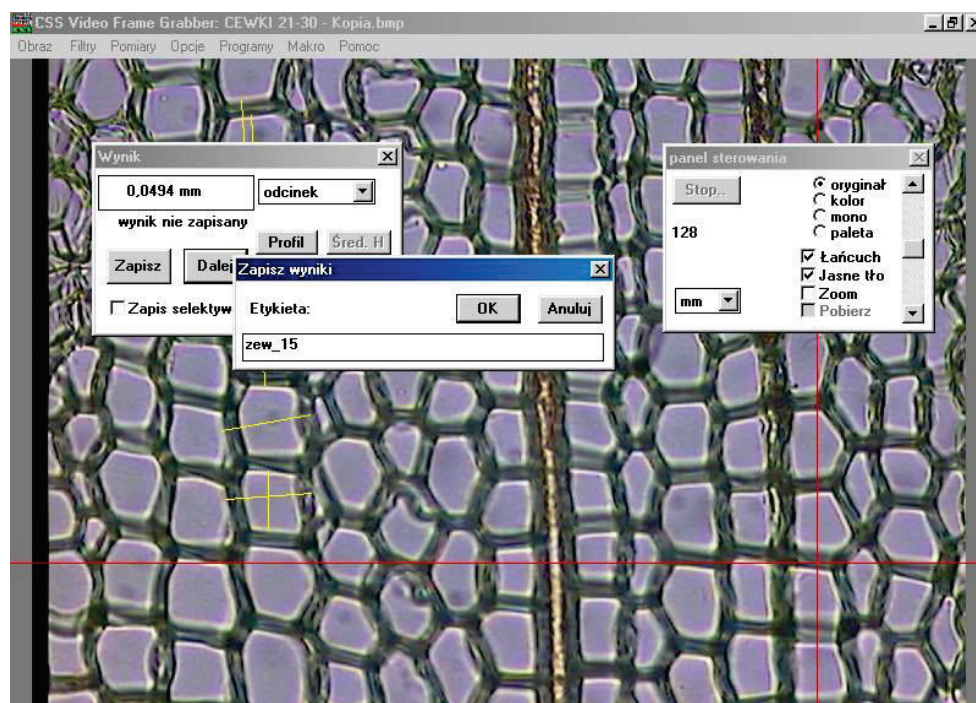 CSS Video Frame Grabber: CEWKI 21-30 - Kopia.bmp
Obraz Filtry Pomiary Opcje Programy Makro Pomoc
Wynik
0,0494 mm
odcinek
wynik nie zapisany
Profil
Śred. H
Zapisz
Dalej
Zapis selektyw
Zapisz wyniki
Etykieta:
OK
Anuluj
zew_15
panel sterowania
Stop..
128
mm
oryginał
kolor
mono
paleta
Łańcuch
Jasne tło
Zoom
Pobierz